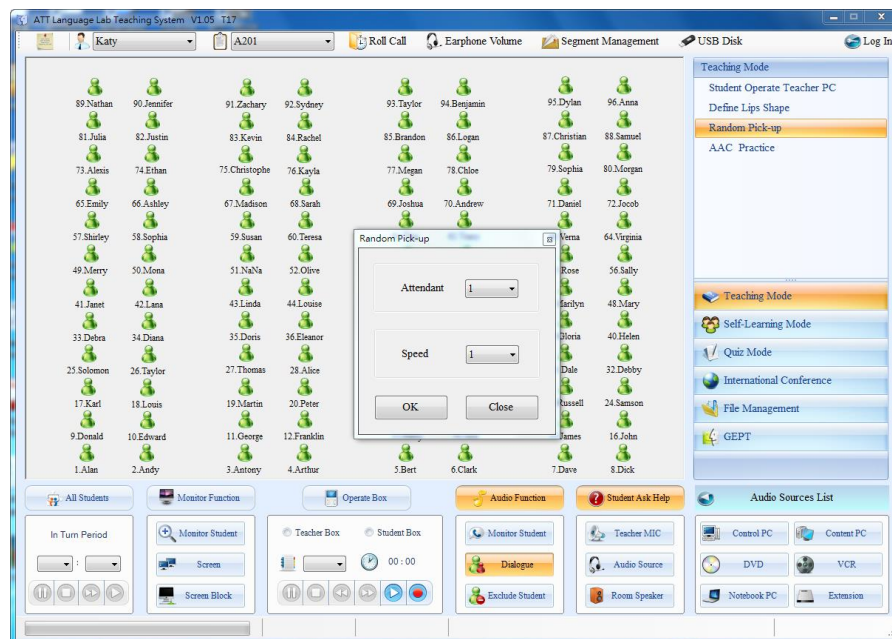 ATT Language Lab Teaching System V1.05 T17
Katy A201 Roll Call Earphone Volume Segment Management USB Disk Log In
89.Nathan 90.Jennifer 91.Zachary 92.Sydney 93.Taylor 94.Benjamin 95.Dylan 96.Anna
81.Julia 82.Justin 83.Kevin 84.Rachel 85.Brandon 86.Logan 87.Christian 88.Samuel
73.Alexis 74.Ethan 75.Christophe 76.Kayla 77.Megan 78.Chloe 79.Sophia 80.Morgan
65.Emily 66.Ashley 67.Madison 68.Sarah 69.Joshua 70.Andrew 71.Daniel 72.Jocob
57.Shirley 58.Sophia 59.Susan 60.Teresa Verna 64.Virginia
49.Merry 50.Mona 51.NaNa 52.Olive Rose 56.Sally
41.Janet 42.Lana 43.Linda 44.Louise Marilyn 48.Mary
33.Debra 34.Diana 35.Doris 36.Eleanor Gloria 40.Helen
25.Solomon 26.Taylor 27.Thomas 28.Alice Dale 32.Debby
17.Karl 18.Louis 19.Martin 20.Peter Russell 24.Samson
9.Donald 10.Edward 11.George 12.Franklin James 16.John
1.Alan 2.Andy 3.Antony 4.Arthur 5.Bert 6.Clark 7.Dave 8.Dick
Random Pick-up
Attendant 1
Speed 1
OK Close
Teaching Mode
Student Operate Teacher PC
Define Lips Shape
Random Pick-up
AAC Practice
Teaching Mode
Self-Learning Mode
Quiz Mode
International Conference
File Management
GEPT
All Students Monitor Function Operate Box Audio Function Student Ask Help Audio Sources List
In Turn Period
:
Monitor Student
Screen
Screen Block
Teacher Box Student Box
00 : 00
Monitor Student
Dialogue
Exclude Student
Teacher MIC
Audio Source
Room Speaker
Control PC Content PC
DVD VCR
Notebook PC Extension